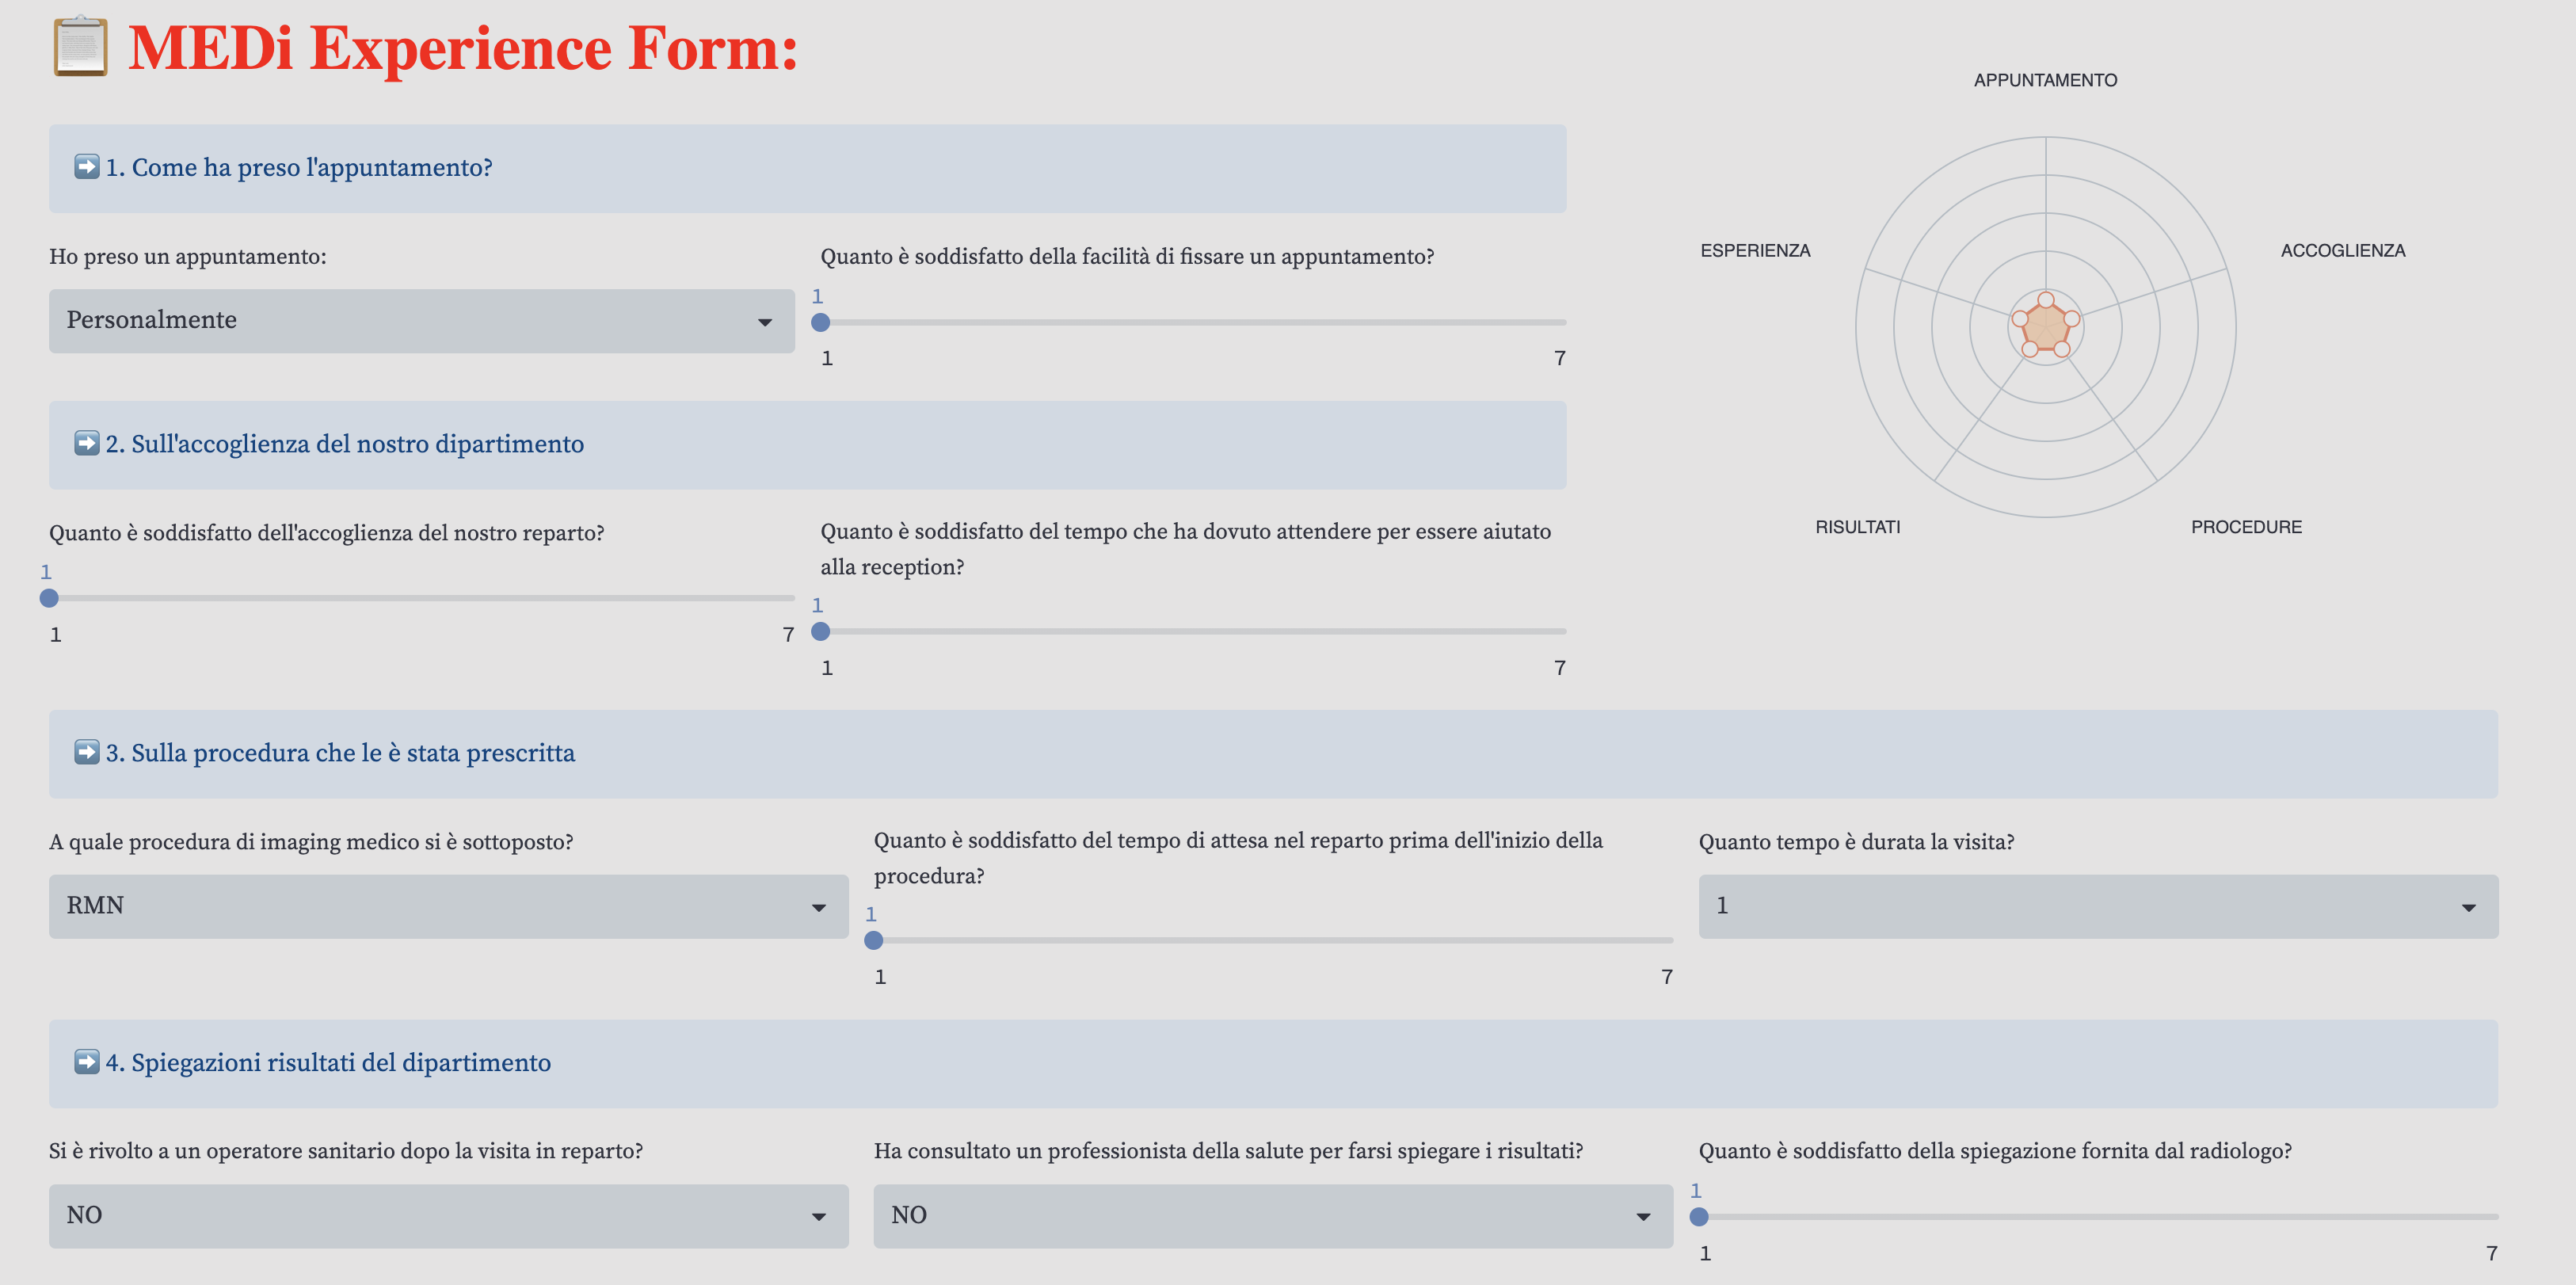 MEDi Experience Form:
1. Come ha preso l'appuntamento?
Ho preso un appuntamento:
Personalmente
Quanto è soddisfatto della facilità di fissare un appuntamento?
1
1 7
2. Sull'accoglienza del nostro dipartimento
Quanto è soddisfatto dell'accoglienza del nostro reparto?
1
1 7
Quanto è soddisfatto del tempo che ha dovuto attendere per essere aiutato
alla reception?
1
1 7
APPUNTAMENTO
ESPERIENZA
ACCOGLIENZA
RISULTATI
PROCEDURE
3. Sulla procedura che le è stata prescritta
A quale procedura di imaging medico si è sottoposto?
RMN
Quanto è soddisfatto del tempo di attesa nel reparto prima dell'inizio della
procedura?
1
1 7
Quanto tempo è durata la visita?
1
4. Spiegazioni risultati del dipartimento
Si è rivolto a un operatore sanitario dopo la visita in reparto?
NO
Ha consultato un professionista della salute per farsi spiegare i risultati?
NO
Quanto è soddisfatto della spiegazione fornita dal radiologo?
1
1 7